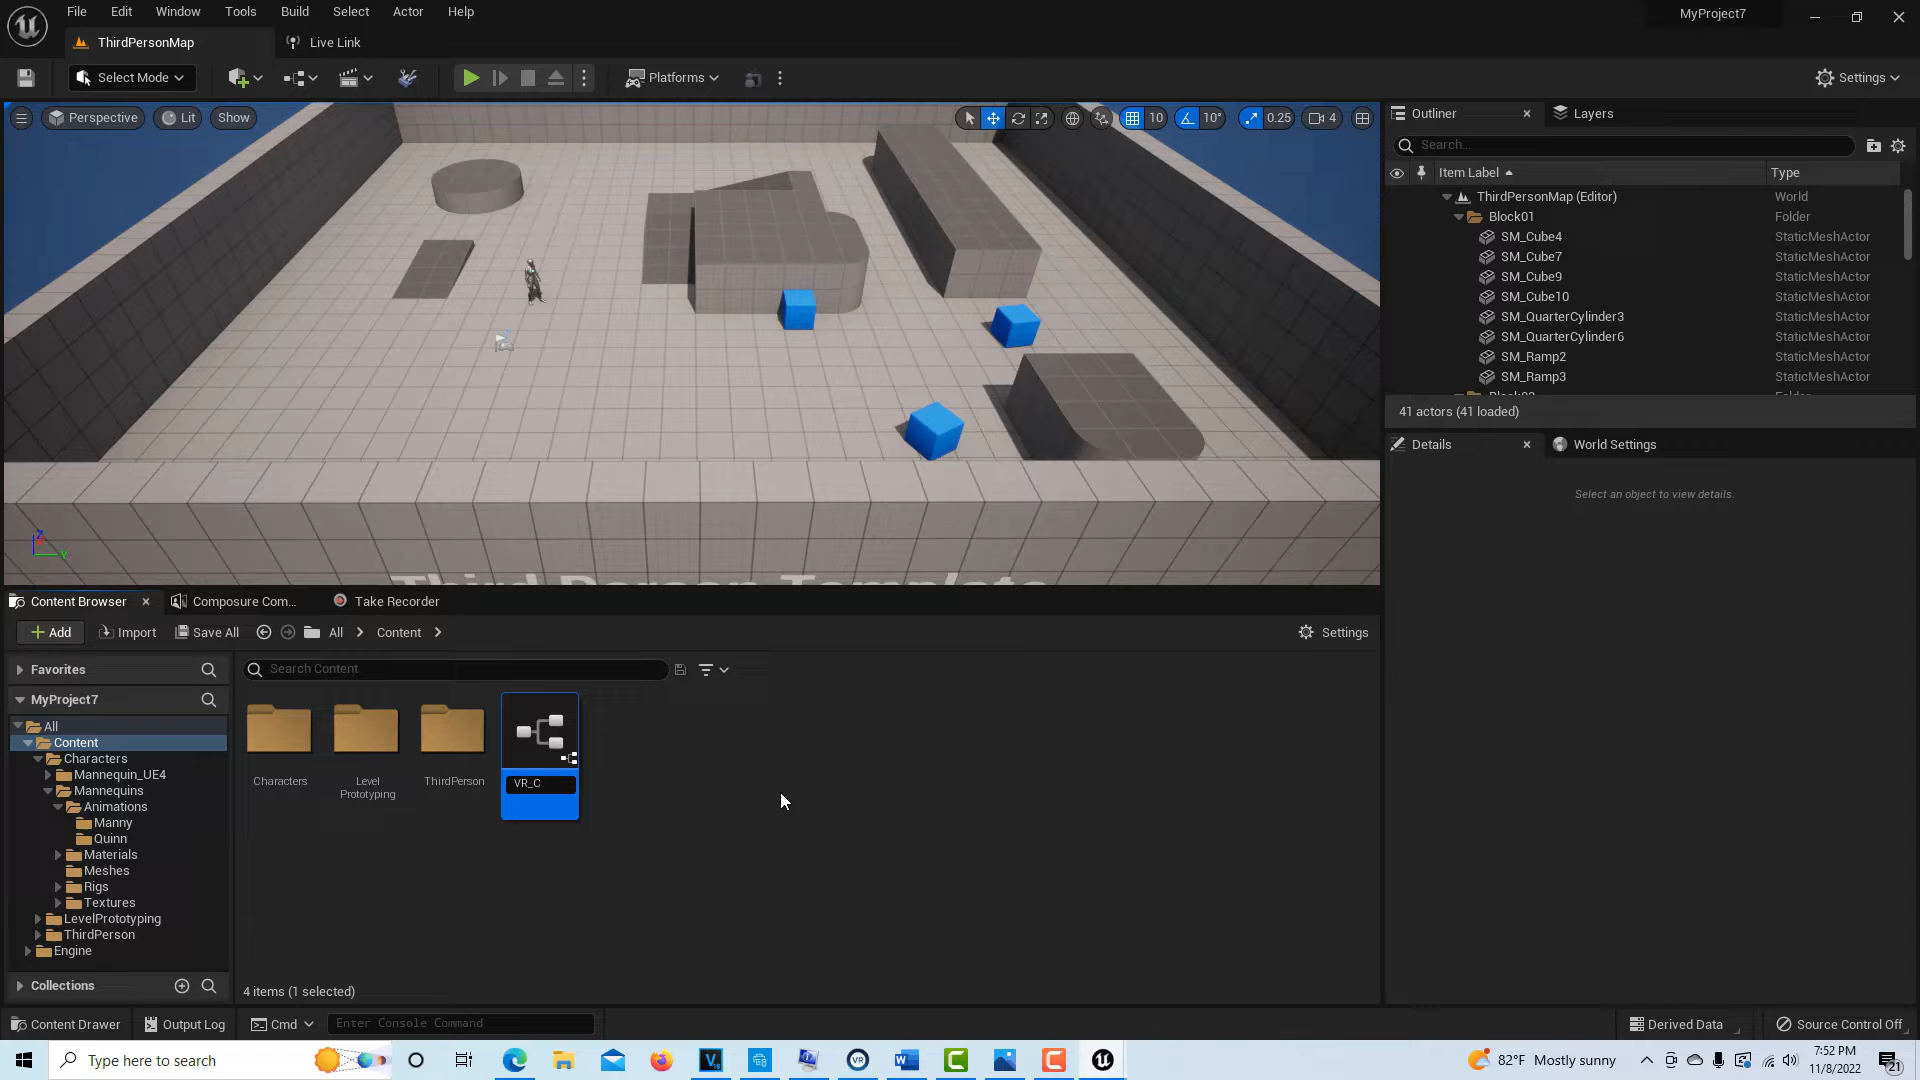 File Edit Window Tools Build Select Actor Help
MyProject7
ThirdPersonMap
Live Link
Select Mode
Platforms
Settings
Perspective
Lit
Show
10
10°
0.25
4
Third Person Template
Outliner
Layers
Search...
Item Label
Type
ThirdPersonMap (Editor) World
Block01 Folder
SM_Cube4 StaticMeshActor
SM_Cube7 StaticMeshActor
SM_Cube9 StaticMeshActor
SM_Cube10 StaticMeshActor
SM_QuarterCylinder3 StaticMeshActor
SM_QuarterCylinder6 StaticMeshActor
SM_Ramp2 StaticMeshActor
SM_Ramp3 StaticMeshActor
Folder
41 actors (41 loaded)
Details
World Settings
Select an object to view details.
Content Browser
Composure Com...
Take Recorder
Add
Import
Save All
All
Content
Settings
Favorites
Search Content
MyProject7
All
Content
Characters
Mannequin_UE4
Mannequins
Animations
Manny
Quinn
Materials
Meshes
Rigs
Textures
LevelPrototyping
ThirdPerson
Engine
Collections
Characters
Level
Prototyping
ThirdPerson
VR_C
4 items (1 selected)
Content Drawer
Output Log
Cmd
Enter Console Command
Derived Data
Source Control Off
Type here to search
82°F Mostly sunny
7:52 PM
11/8/2022
21